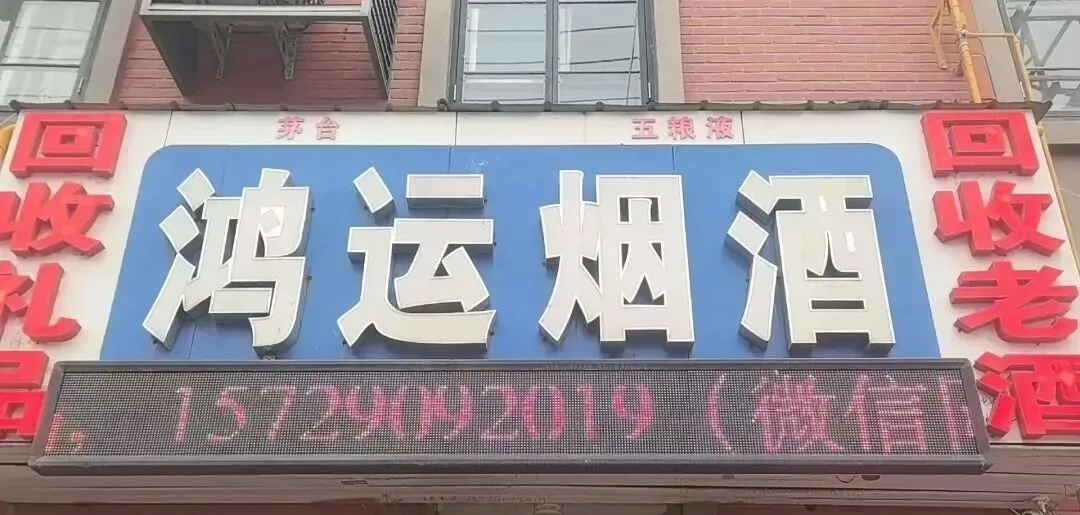 茅台
五粮液
回收礼品
鸿运烟酒
回收老酒
15729092019（微信